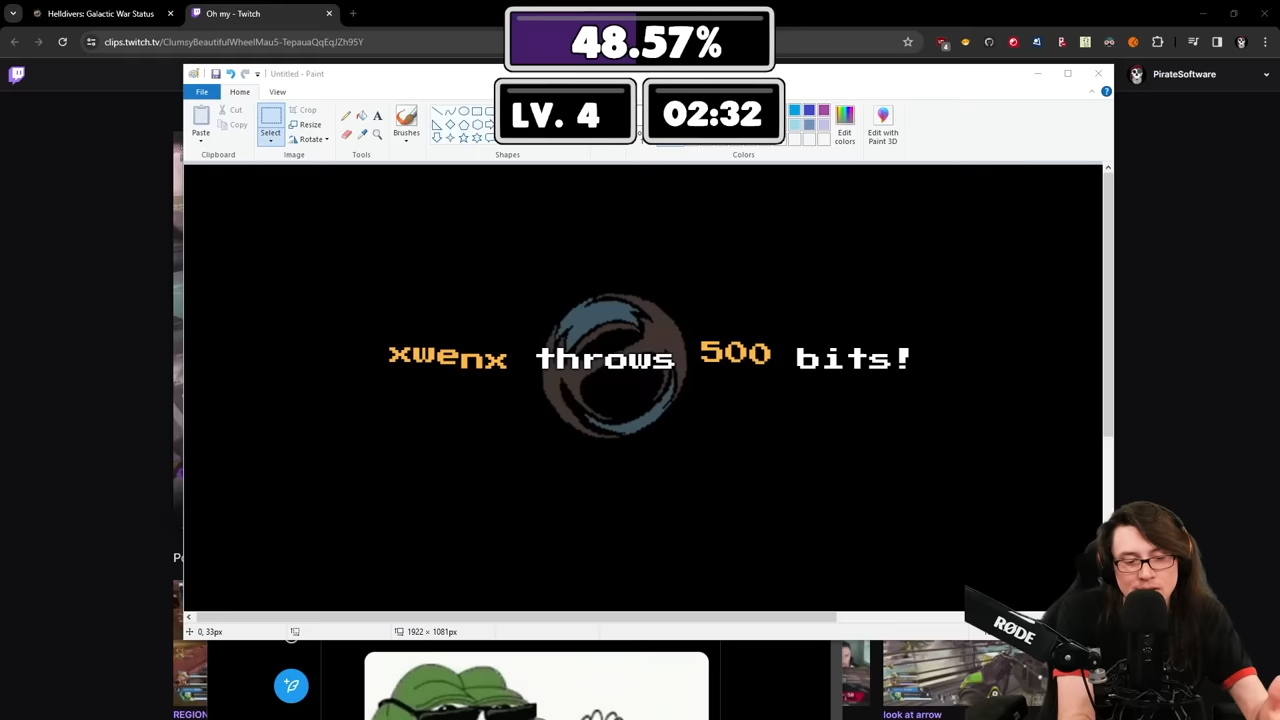 Helldivers: Galactic War Status
Oh my - Twitch
clips.twitch.tv/ClumsyBeautifulWheelMau5-TepauaQqEqJZh95Y
48.57%
LV. 4
02:32
PirateSoftware
Untitled - Paint
File
Home
View
Paste
Cut
Copy
Clipboard
Select
Crop
Resize
Rotate
Image
Tools
Brushes
Shapes
Edit colors
Colors
Edit with Paint 3D
xwenx throws 500 bits!
RØDE
0, 33px
1922 × 1081px
REGION
look at arrow